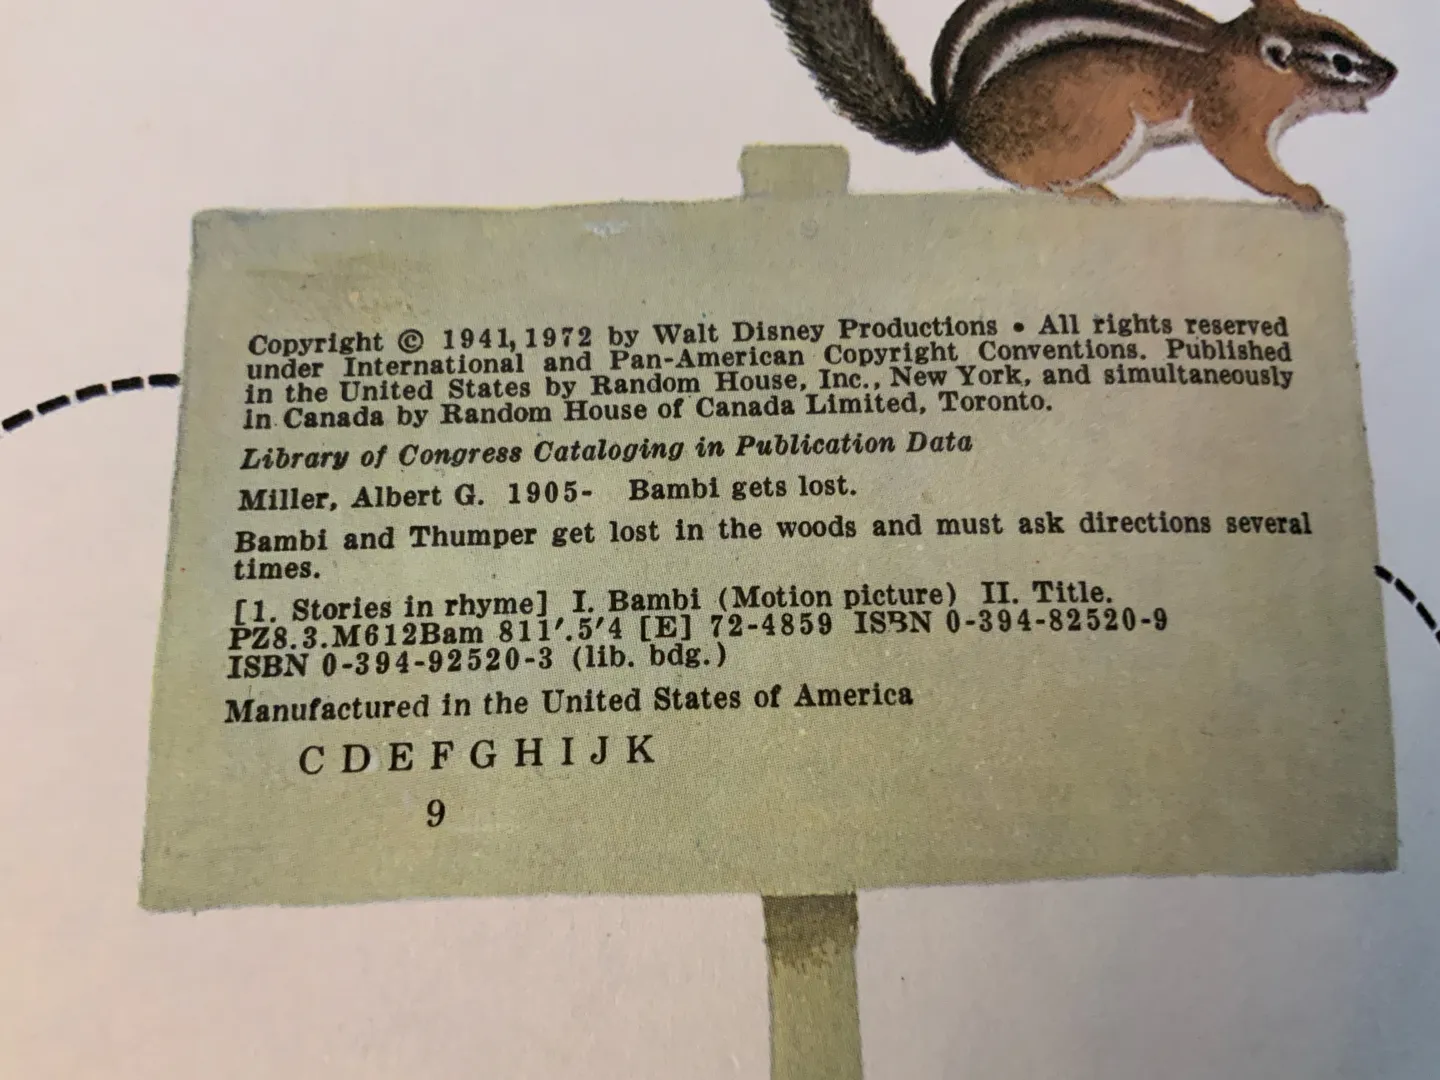 Copyright © 1941, 1972 by Walt Disney Productions • All rights reserved
under International and Pan-American Copyright Conventions. Published
in the United States by Random House, Inc., New York, and simultaneously
in Canada by Random House of Canada Limited, Toronto.
Library of Congress Cataloging in Publication Data
Miller, Albert G. 1905- Bambi gets lost.
Bambi and Thumper get lost in the woods and must ask directions several
times.
[1. Stories in rhyme] I. Bambi (Motion picture) II. Title.
PZ8.3.M612Bam 811′.5′4 [E] 72-4859 ISBN 0-394-82520-9
ISBN 0-394-92520-3 (lib. bdg.)
Manufactured in the United States of America
C D E F G H I J K
9